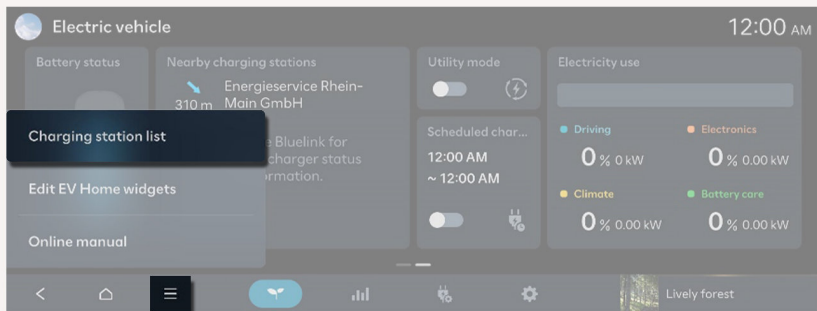 Electric vehicle
12:00 AM
Battery status
Nearby charging stations
310 m
Energieservice Rhein-
Main GmbH
Bluelink for
charger status
Utility mode
Scheduled char...
12:00 AM
~ 12:00 AM
Electricity use
Driving
0 % 0 kW
Electronics
0 % 0.00 kW
Climate
0 % 0.00 kW
Battery care
0 % 0.00 kW
Charging station list
Edit EV Home widgets
Online manual
Lively forest